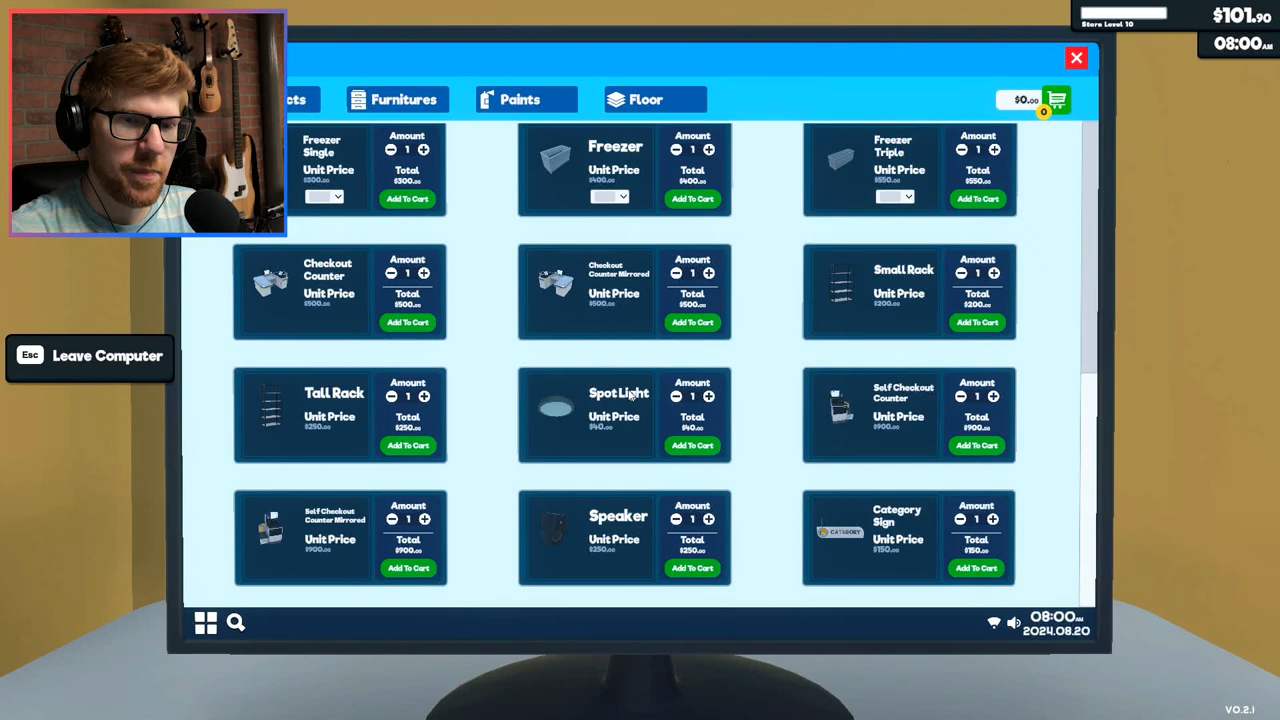 $101.90
Store Level 10
08:00AM
cts
Furnitures
Paints
Floor
$0.00
0
Freezer Single
Unit Price
$300.00
Amount
1
Total
$300.00
Add To Cart
Freezer
Unit Price
$400.00
Amount
1
Total
$400.00
Add To Cart
Freezer Triple
Unit Price
$550.00
Amount
1
Total
$550.00
Add To Cart
Checkout Counter
Unit Price
$500.00
Amount
1
Total
$500.00
Add To Cart
Checkout Counter Mirrored
Unit Price
$500.00
Amount
1
Total
$500.00
Add To Cart
Small Rack
Unit Price
$200.00
Amount
1
Total
$200.00
Add To Cart
Esc
Leave Computer
Tall Rack
Unit Price
$250.00
Amount
1
Total
$250.00
Add To Cart
Spot Light
Unit Price
$40.00
Amount
1
Total
$40.00
Add To Cart
Self Checkout Counter
Unit Price
$900.00
Amount
1
Total
$900.00
Add To Cart
Self Checkout Counter Mirrored
Unit Price
$900.00
Amount
1
Total
$900.00
Add To Cart
Speaker
Unit Price
$250.00
Amount
1
Total
$250.00
Add To Cart
CATEGORY
Category Sign
Unit Price
$150.00
Amount
1
Total
$150.00
Add To Cart
08:00AM
2024.08.20
V0.2.1